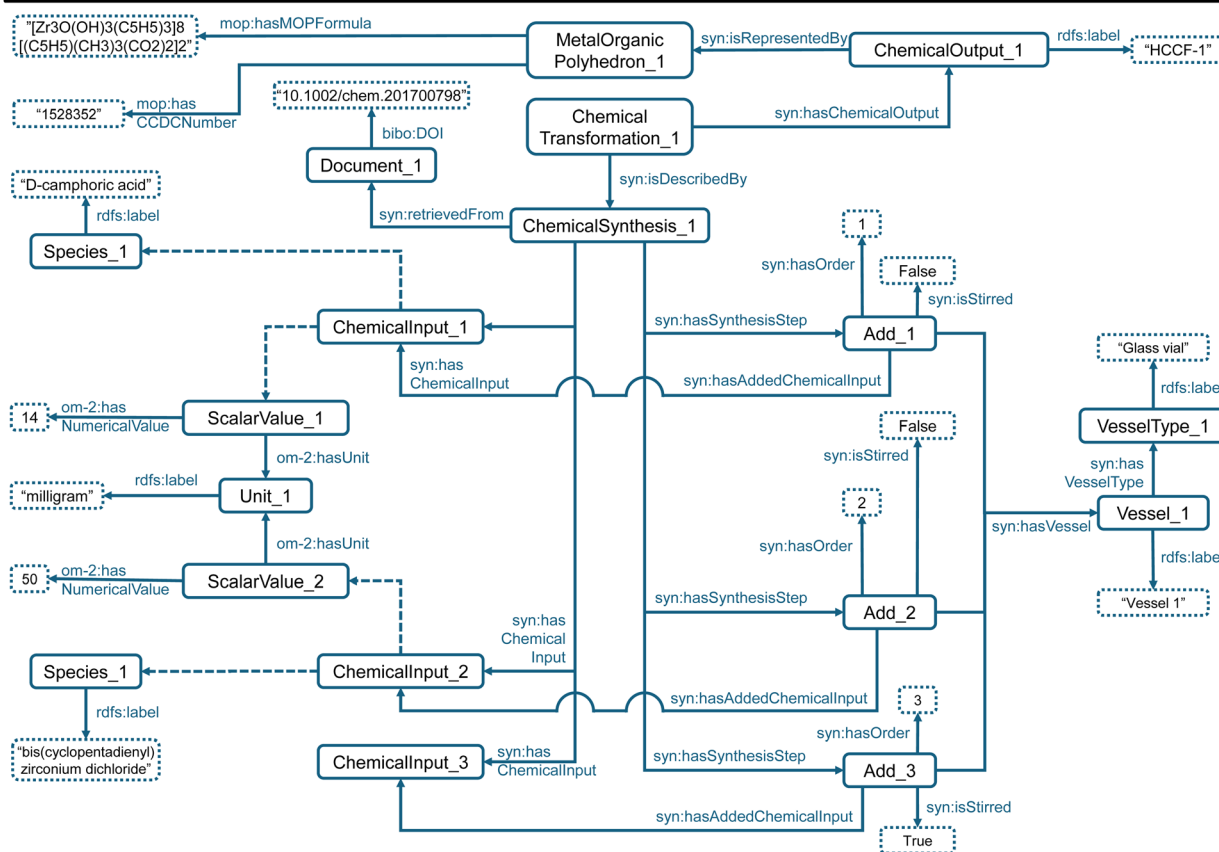 "[Zr3O(OH)3(C5H5)3]8
[(C5H5)(CH3)3(CO2)2]2"
mop:hasMOPFormula
MetalOrganic
Polyhedron_1
syn:isRepresentedBy
ChemicalOutput_1
rdfs:label
"HCCF-1"
"1528352"
mop:has
CCDCNumber
"10.1002/chem.201700798"
bibo:DOI
Document_1
Chemical
Transformation_1
syn:hasChemicalOutput
syn:isDescribedBy
"D-camphoric acid"
rdfs:label
Species_1
syn:retrievedFrom
ChemicalSynthesis_1
1
syn:hasOrder
False
syn:isStirred
ChemicalInput_1
syn:hasSynthesisStep
Add_1
syn:has
ChemicalInput
syn:hasAddedChemicalInput
"Glass vial"
rdfs:label
14
om-2:has
NumericalValue
ScalarValue_1
om-2:hasUnit
False
syn:isStirred
VesselType_1
syn:has
VesselType
"milligram"
rdfs:label
Unit_1
2
syn:hasOrder
syn:hasVessel
Vessel_1
om-2:hasUnit
rdfs:label
50
om-2:has
NumericalValue
ScalarValue_2
syn:hasSynthesisStep
Add_2
"Vessel 1"
syn:has
Chemical
Input
Species_1
ChemicalInput_2
syn:hasAddedChemicalInput
rdfs:label
3
syn:hasOrder
"bis(cyclopentadienyl)
zirconium dichloride"
ChemicalInput_3
syn:has
ChemicalInput
syn:hasSynthesisStep
Add_3
syn:hasAddedChemicalInput
syn:isStirred
True